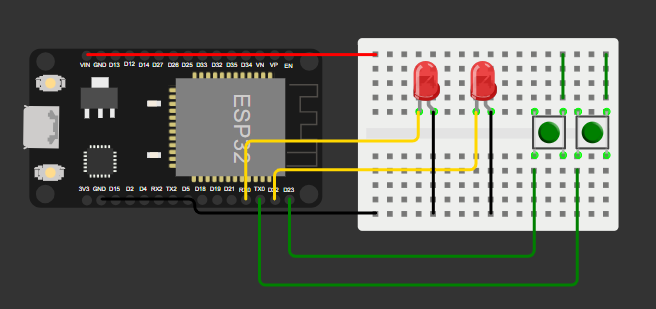 VIN GND D13 D12 D14 D27 D26 D25 D33 D32 D35 D34 VN VP EN
ESP32
3V3 GND D15 D2 D4 RX2 TX2 D5 D18 D19 D21 RX0 TX0 D22 D23